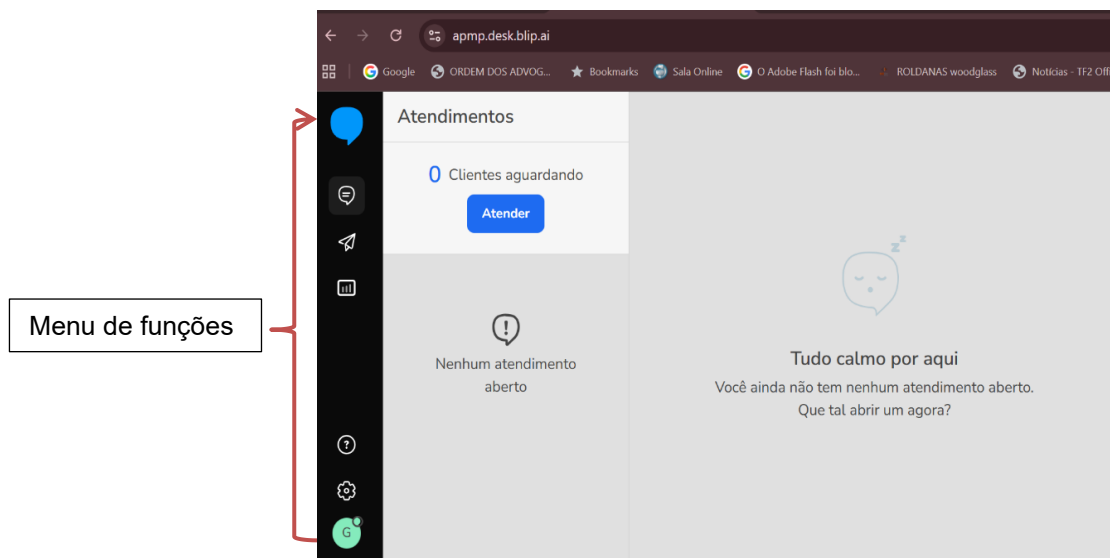 apmp.desk.blip.ai
Google ORDEM DOS ADVOG... Bookmarks Sala Online O Adobe Flash foi blo... ROLDANAS woodglass Notícias - TF2 Offi
Atendimentos
0 Clientes aguardando
Atender
Menu de funções
Nenhum atendimento
aberto
z z z
Tudo calmo por aqui
Você ainda não tem nenhum atendimento aberto.
Que tal abrir um agora?
G